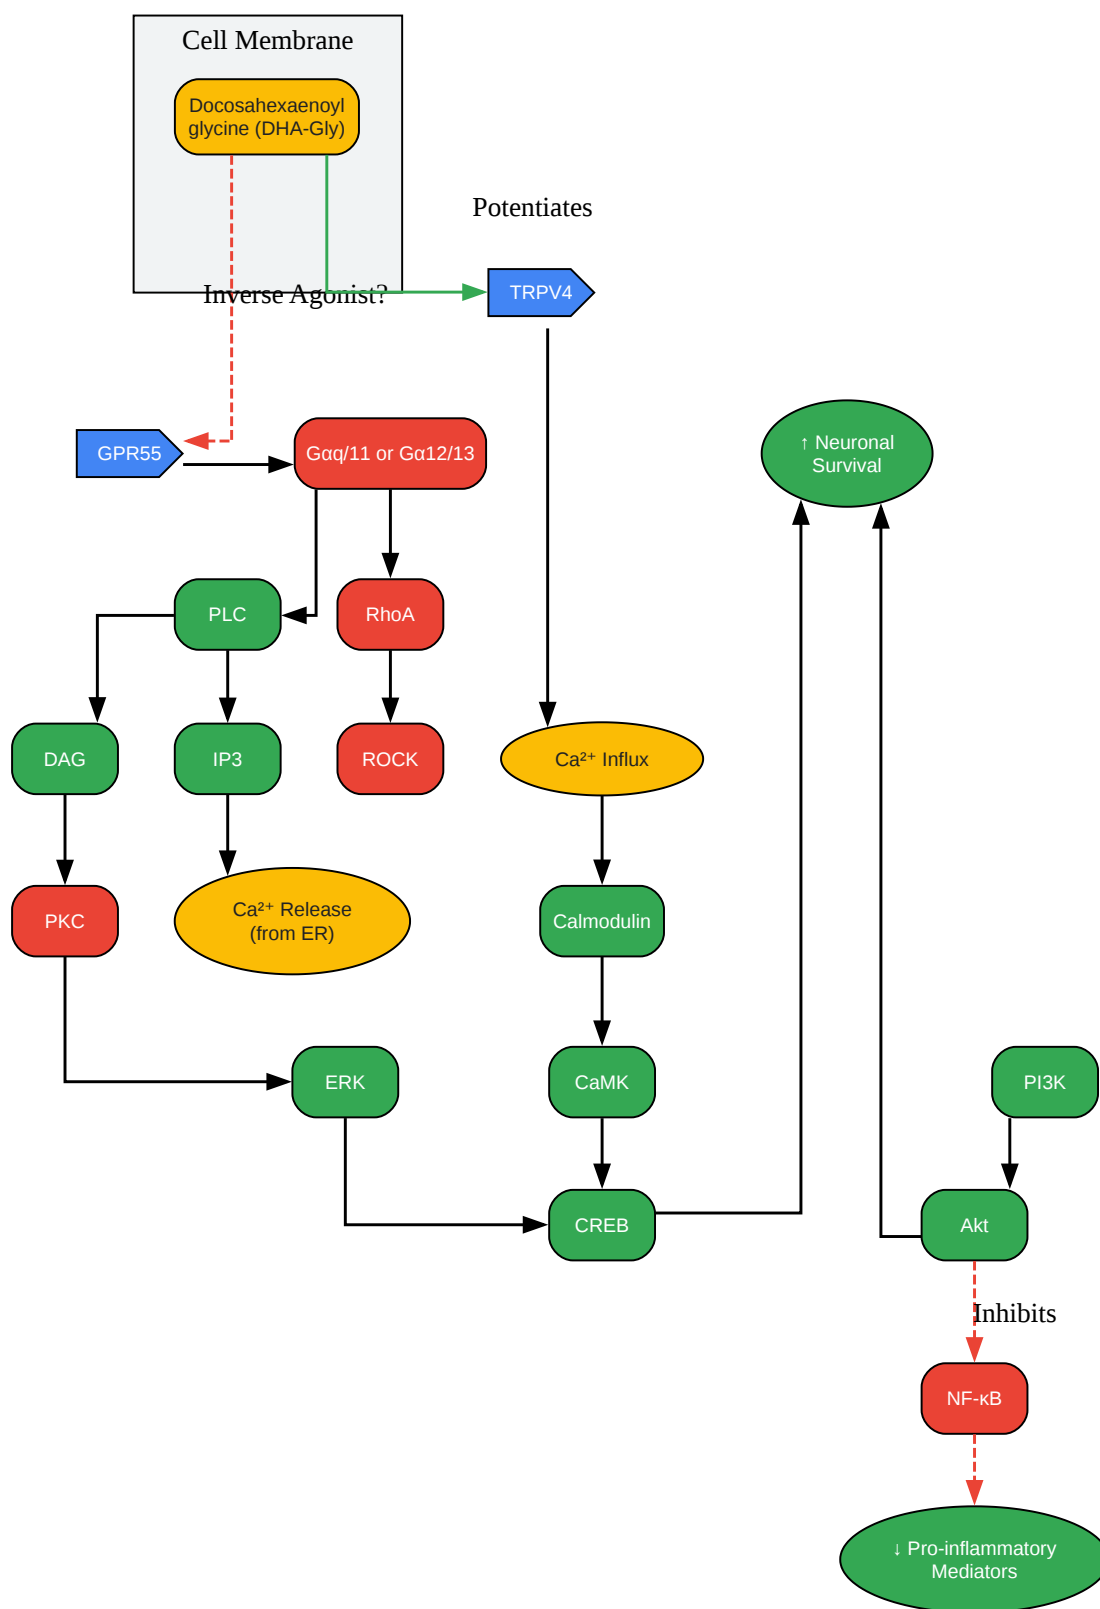 Cell Membrane
Docosahexaenoyl
glycine (DHA-Gly)
Potentiates
Inverse Agonist?
TRPV4
GPR55
Gαq/11 or Gα12/13
↑ Neuronal
Survival
PLC
RhoA
DAG
IP3
ROCK
Ca²⁺ Influx
PKC
Ca²⁺ Release
(from ER)
Calmodulin
ERK
CaMK
PI3K
CREB
Akt
Inhibits
NF-κB
↓ Pro-inflammatory
Mediators